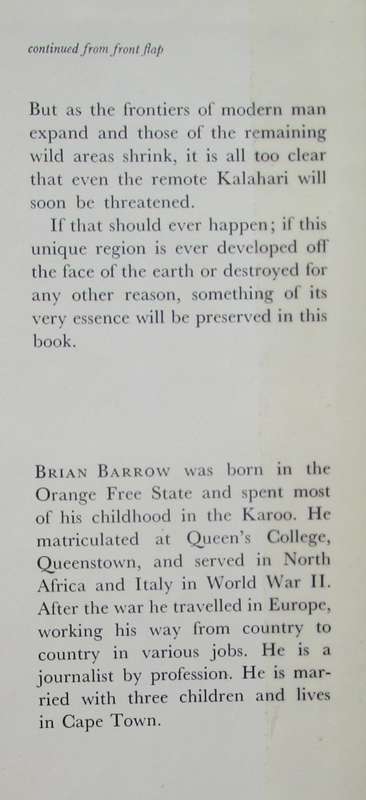 continued from front flap
But as the frontiers of modern man
expand and those of the remaining
wild areas shrink, it is all too clear
that even the remote Kalahari will
soon be threatened.
If that should ever happen; if this
unique region is ever developed off
the face of the earth or destroyed for
any other reason, something of its
very essence will be preserved in this
book.
BRIAN BARROW was born in the
Orange Free State and spent most
of his childhood in the Karoo. He
matriculated at Queen's College,
Queenstown, and served in North
Africa and Italy in World War II.
After the war he travelled in Europe,
working his way from country to
country in various jobs. He is a
journalist by profession. He is mar-
ried with three children and lives
in Cape Town.